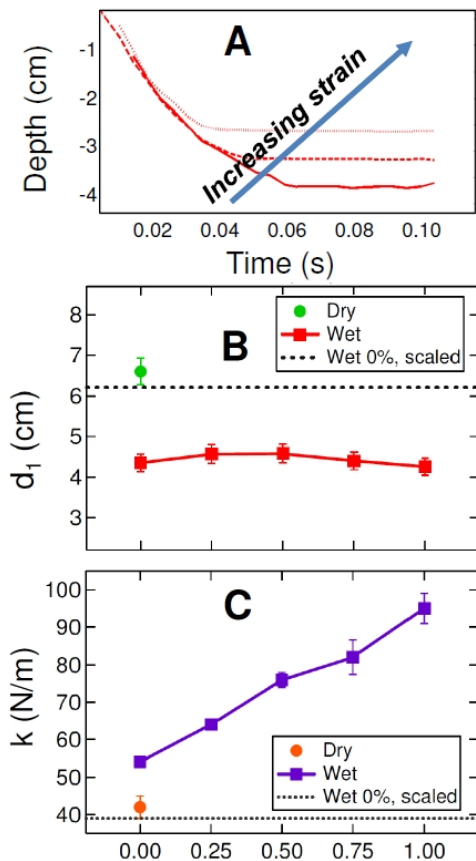 A
Increasing strain
Depth (cm)
-1
-2
-3
-4
0.02 0.04 0.06 0.08 0.10
Time (s)
B
Dry
Wet
Wet 0%, scaled
d1 (cm)
8
7
6
5
4
3
C
k (N/m)
100
90
80
70
60
50
40
Dry
Wet
Wet 0%, scaled
0.00 0.25 0.50 0.75 1.00